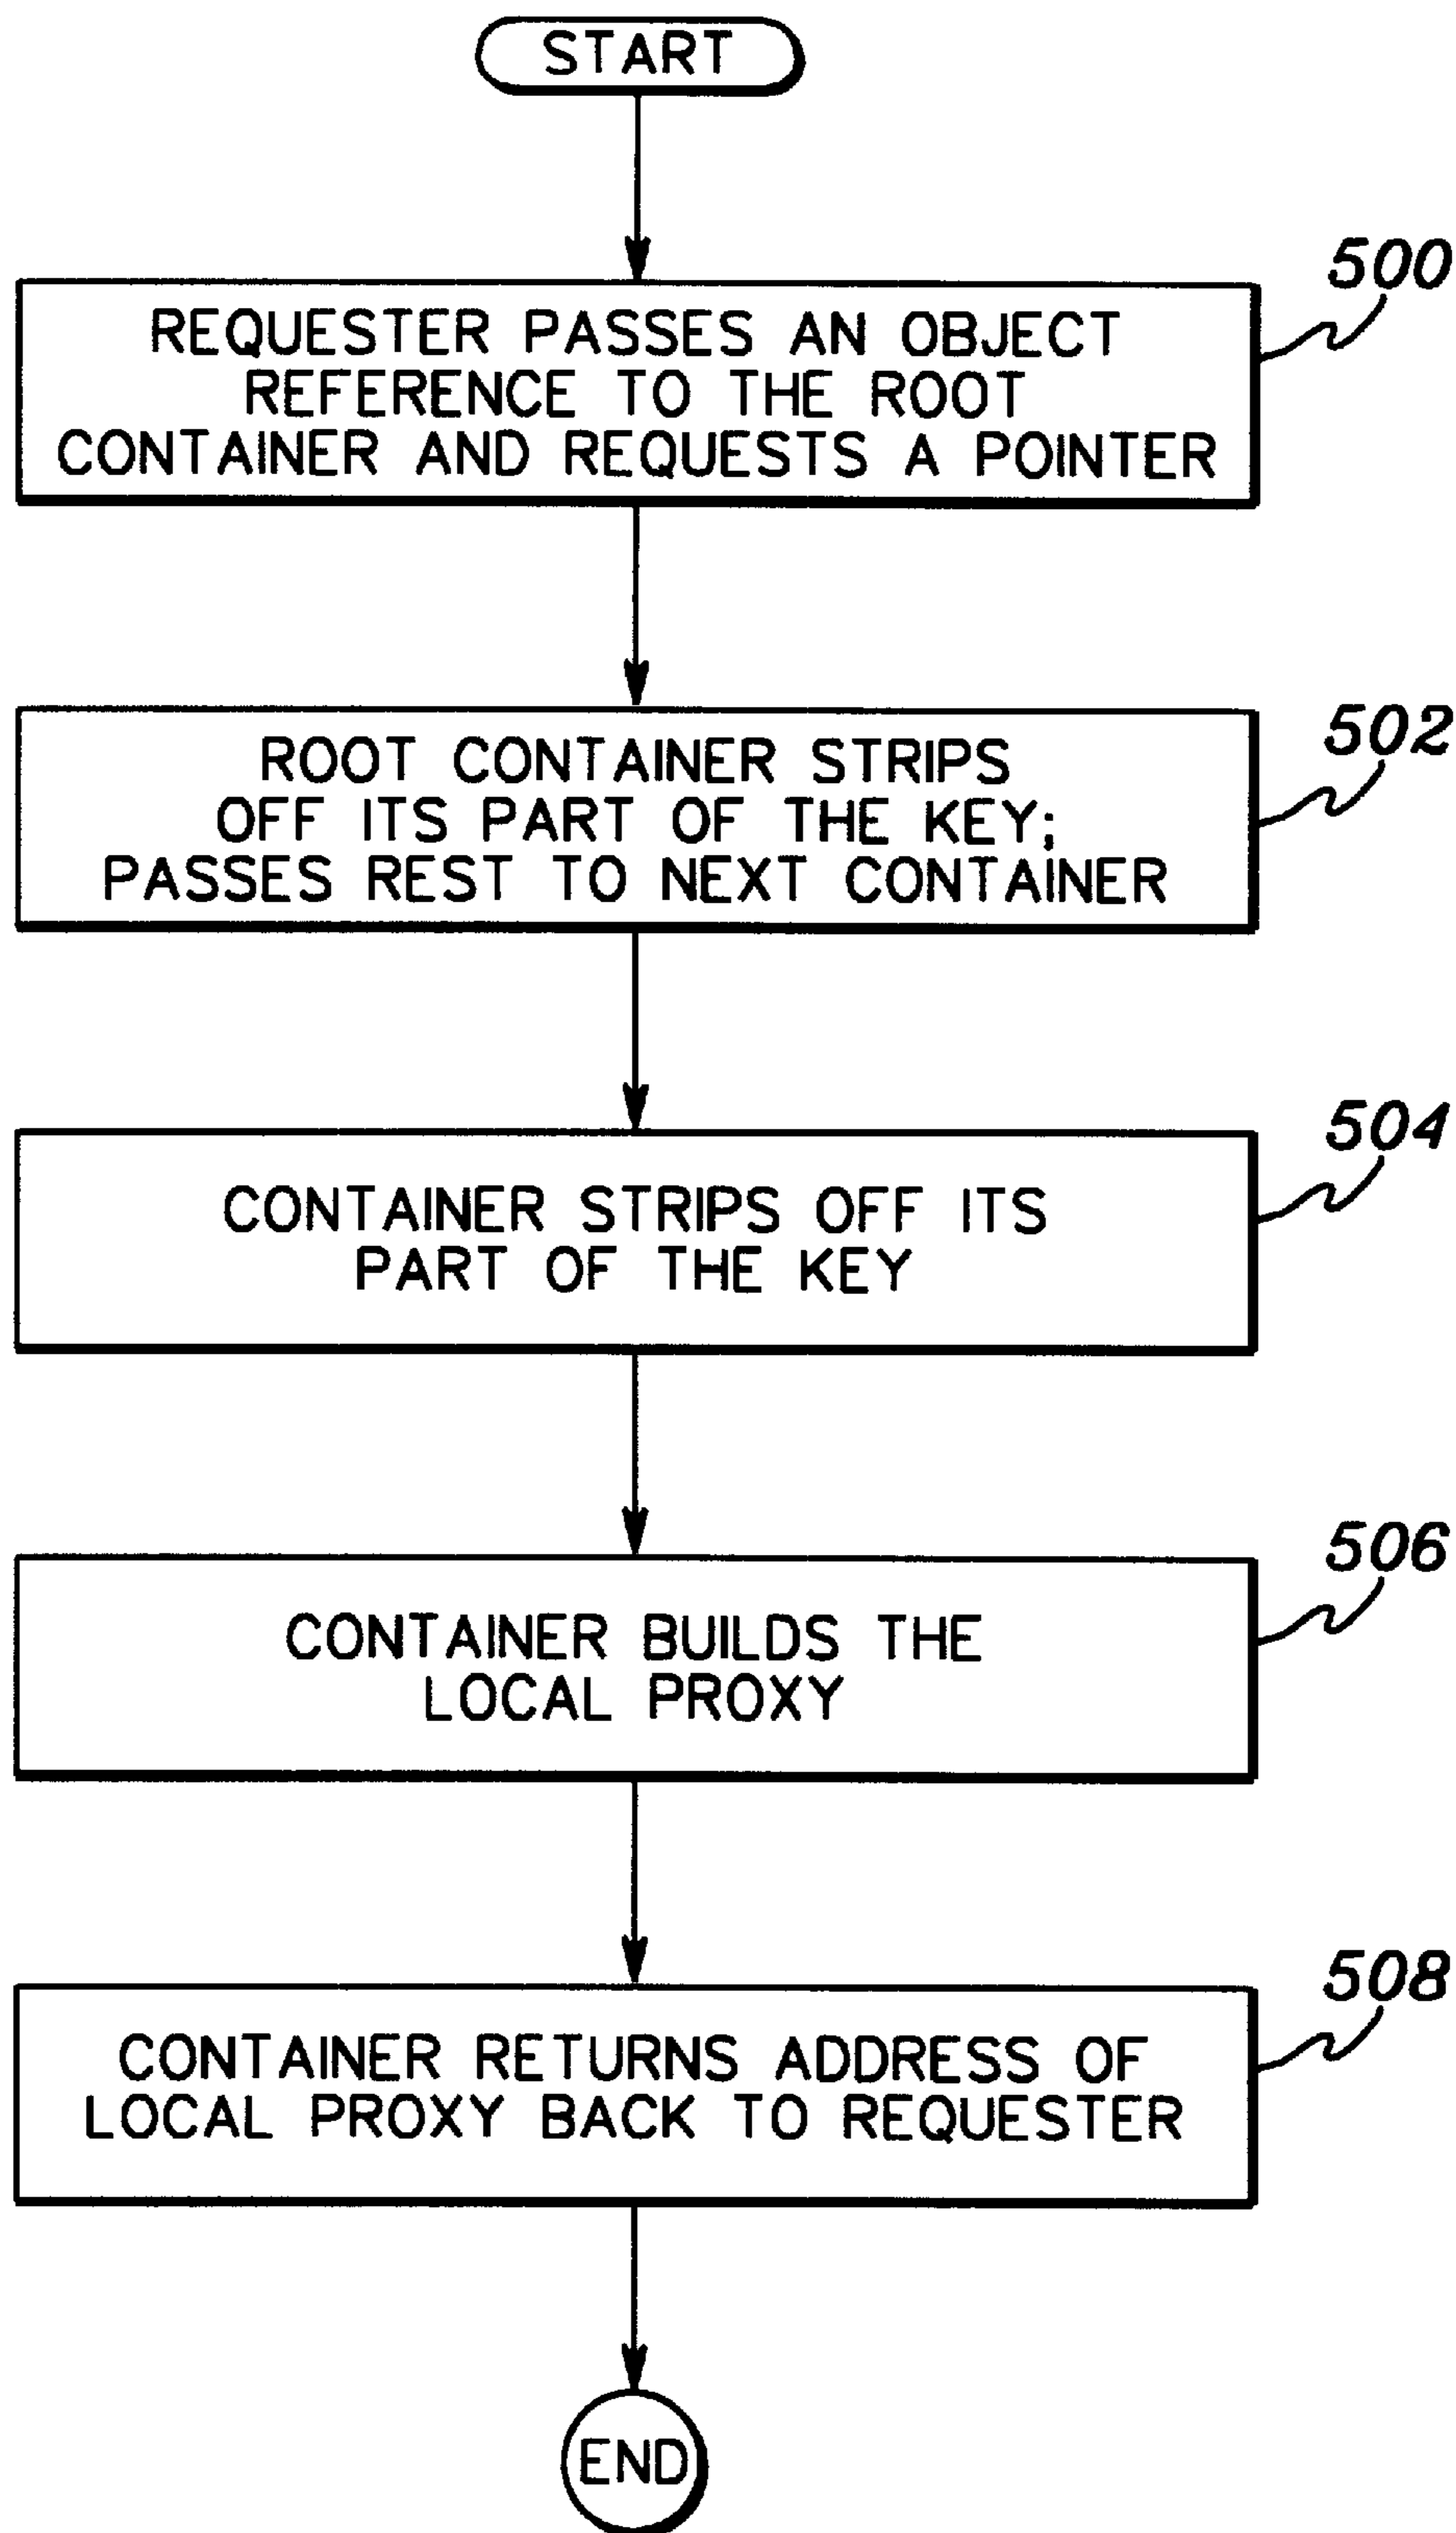 START
500
REQUESTER PASSES AN OBJECT
REFERENCE TO THE ROOT
CONTAINER AND REQUESTS A POINTER
502
ROOT CONTAINER STRIPS
OFF ITS PART OF THE KEY;
PASSES REST TO NEXT CONTAINER
504
CONTAINER STRIPS OFF ITS
PART OF THE KEY
506
CONTAINER BUILDS THE
LOCAL PROXY
508
CONTAINER RETURNS ADDRESS OF
LOCAL PROXY BACK TO REQUESTER
END